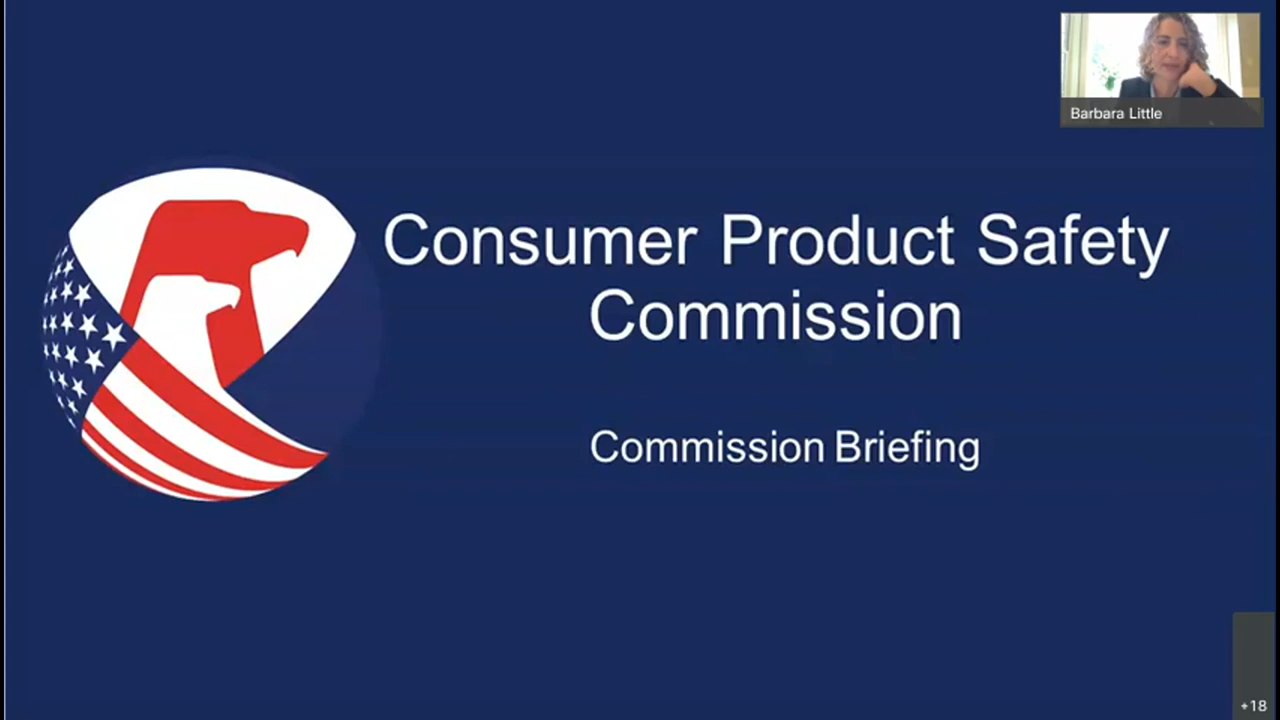 Barbara Little
Consumer Product Safety
Commission
Commission Briefing
+18